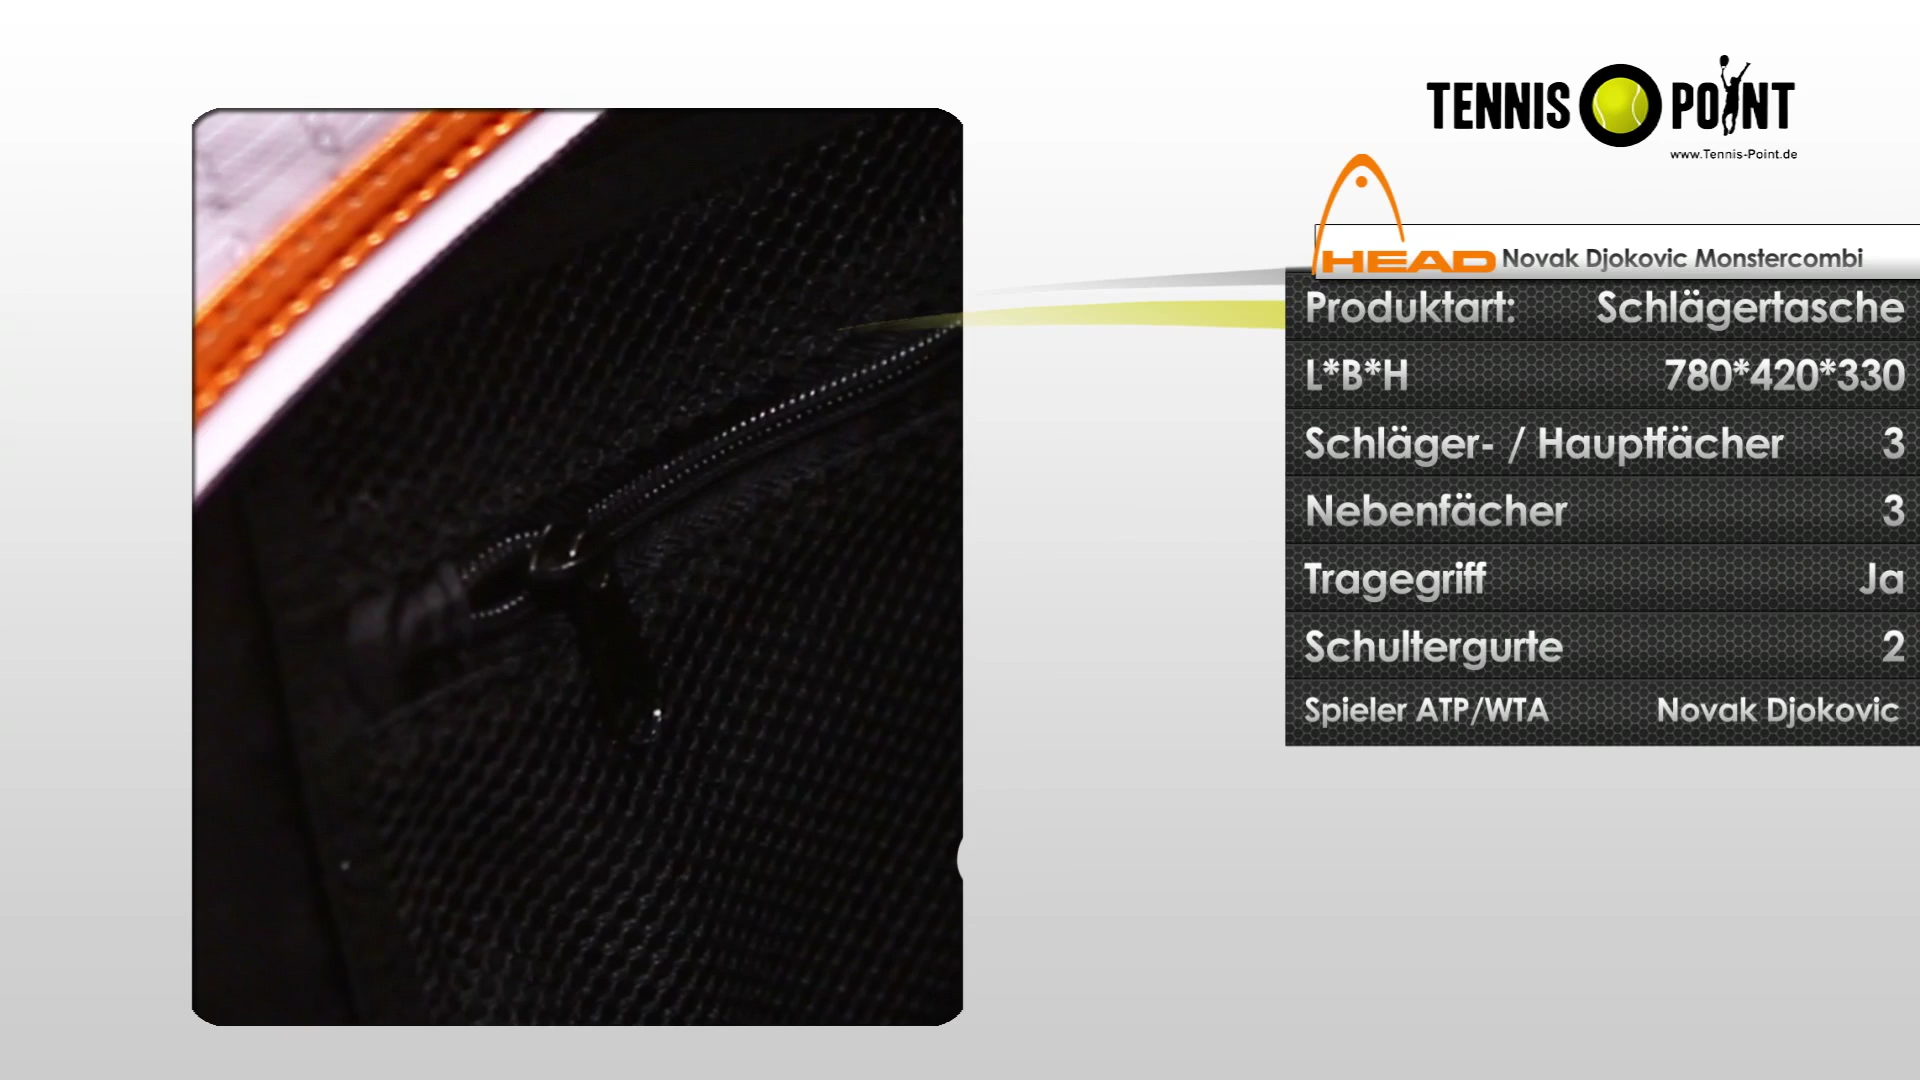 TENNIS POINT
www.Tennis-Point.de
HEAD Novak Djokovic Monstercombi
Produktart: Schlägertasche
L*B*H 780*420*330
Schläger- / Hauptfächer 3
Nebenfächer 3
Tragegriff Ja
Schultergurte 2
Spieler ATP/WTA Novak Djokovic